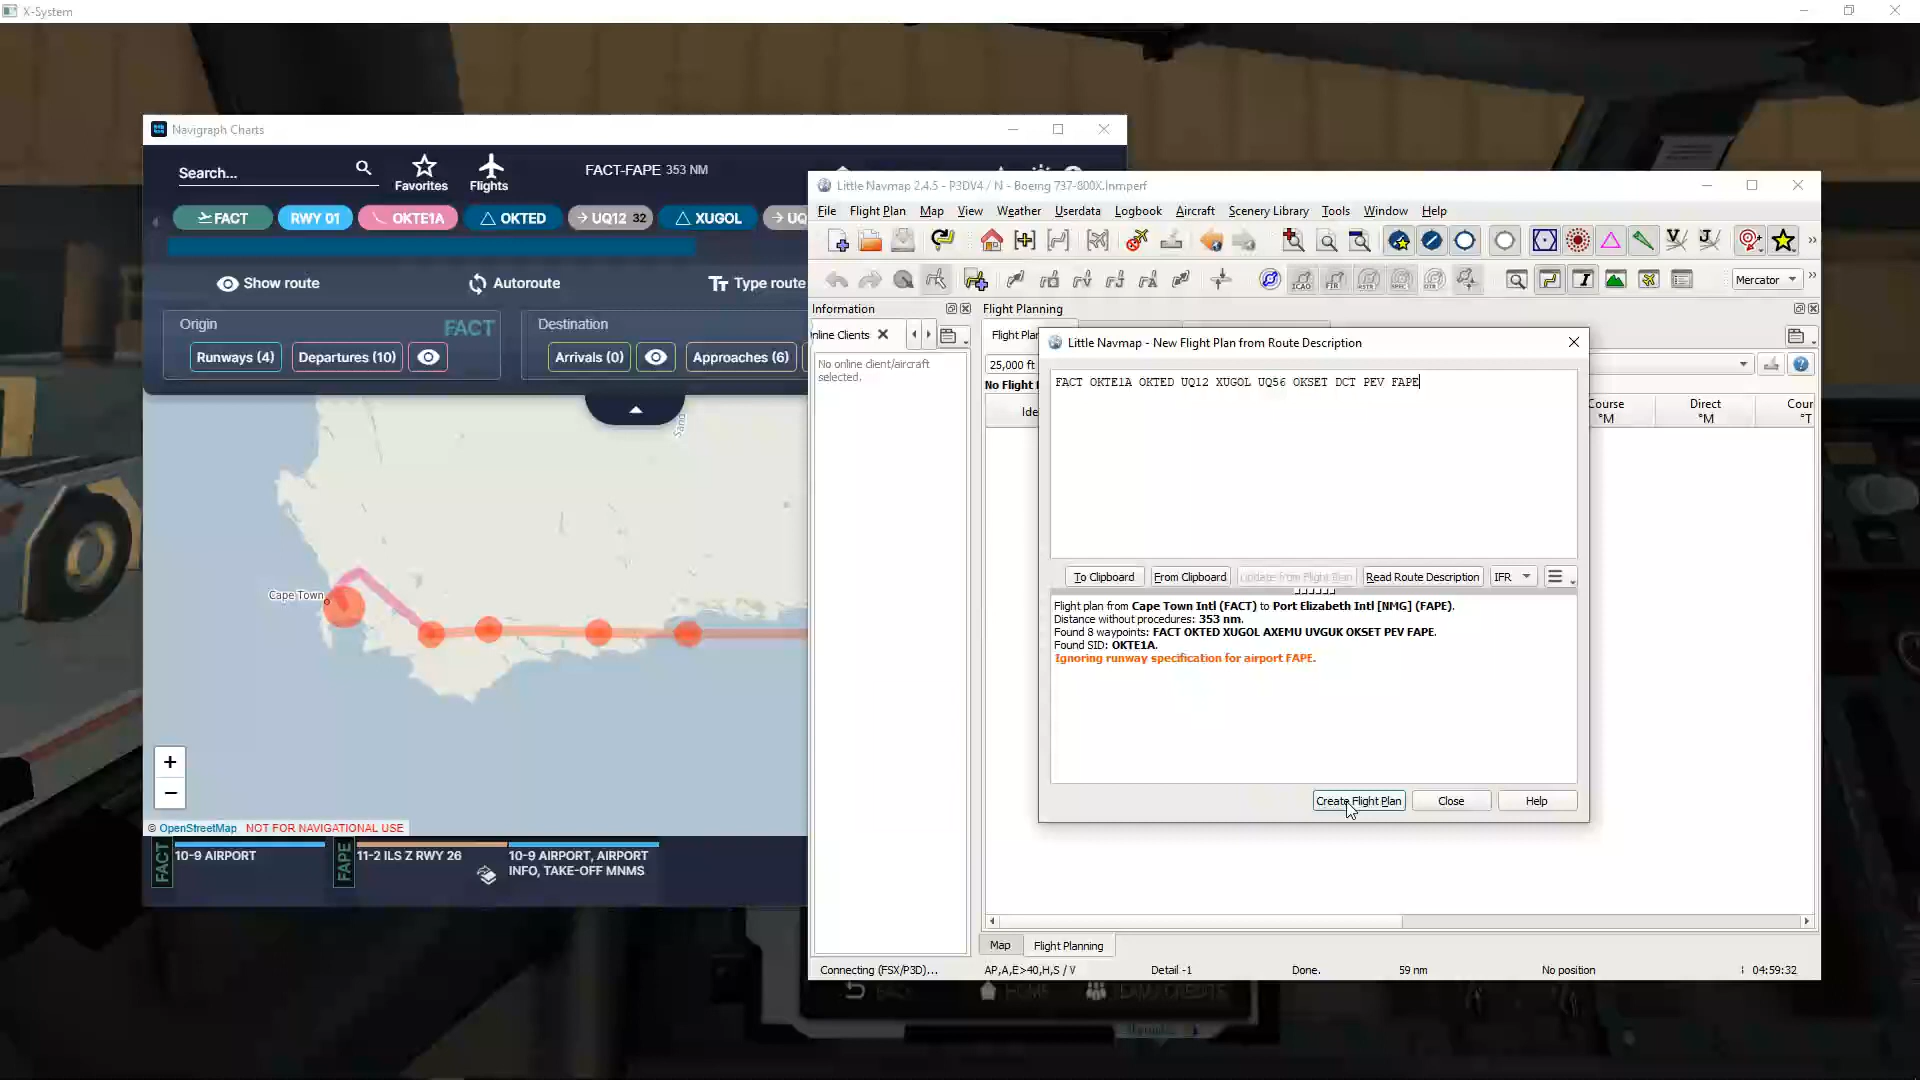 X-System
Navigraph Charts
Search...
Favorites
Flights
FACT-FAPE 353 NM
FACT
RWY 01
OKTE1A
OKTED
UQ12 32
XUGOL
UQ
Show route
Autoroute
Type route
Origin
FACT
Runways (4)
Departures (10)
Destination
Arrivals (0)
Approaches (6)
Cape Town
+
−
© OpenStreetMap NOT FOR NAVIGATIONAL USE
FACT
10-9 AIRPORT
FAPE
11-2 ILS Z RWY 26
10-9 AIRPORT, AIRPORT
INFO, TAKE-OFF MNMS
Little Navmap 2.4.5 - P3DV4 / N - Boeing 737-800X.lnmperf
File Flight Plan Map View Weather Userdata Logbook Aircraft Scenery Library Tools Window Help
Mercator
Information
nline Clients
No online client/aircraft
selected.
Flight Planning
Flight Plan
25,000 ft
No Flight
Ide
Course
°M
Direct
°M
Cour
°T
Little Navmap - New Flight Plan from Route Description
FACT OKTE1A OKTED UQ12 XUGOL UQ56 OKSET DCT PEV FAPE
To Clipboard
From Clipboard
Update from Flight Plan
Read Route Description
IFR
Flight plan from Cape Town Intl (FACT) to Port Elizabeth Intl [NMG] (FAPE).
Distance without procedures: 353 nm.
Found 8 waypoints: FACT OKTED XUGOL AXEMU UVGUK OKSET PEV FAPE.
Found SID: OKTE1A.
Ignoring runway specification for airport FAPE.
Create Flight Plan
Close
Help
Map
Flight Planning
Connecting (FSX/P3D)...
AP,A,E>40,H,S / V
Detail -1
Done.
59 nm
No position
04:59:32
BACK
HOME